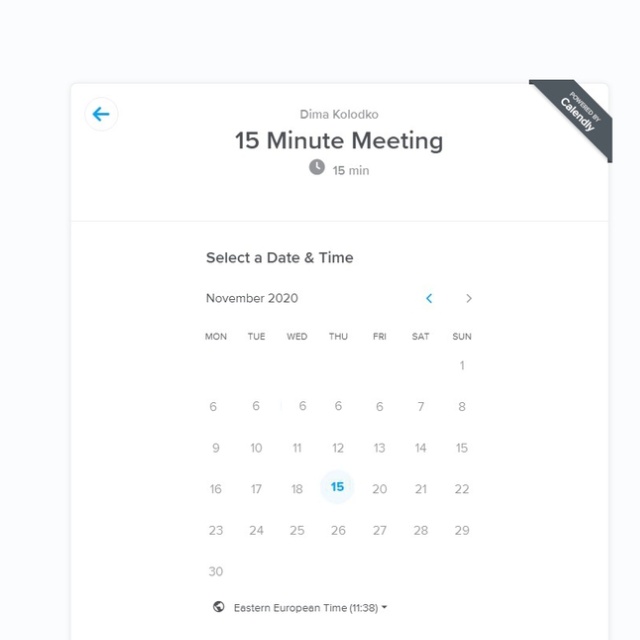 POWERED BY
Calendly
Dima Kolodko
15 Minute Meeting
15 min
Select a Date & Time
November 2020
MON TUE WED THU FRI SAT SUN
1
6 6 6 6 6 7 8
9 10 11 12 13 14 15
16 17 18 15 20 21 22
23 24 25 26 27 28 29
30
Eastern European Time (11:38)